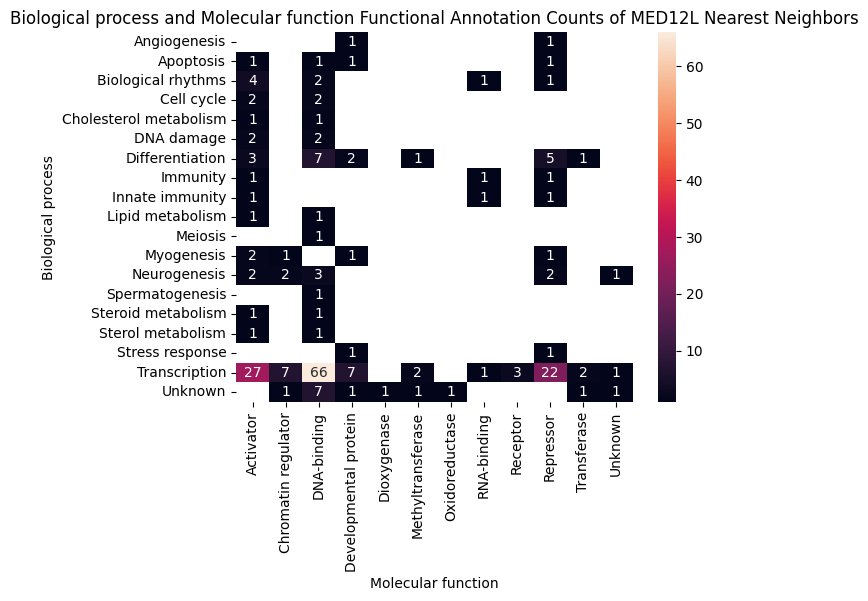 Biological process and Molecular function Functional Annotation Counts of MED12L Nearest Neighbors
Biological process
Angiogenesis 1 1
Apoptosis 1 1 1 1
Biological rhythms 4 2 1 1
Cell cycle 2 2
Cholesterol metabolism 1 1
DNA damage 2 2
Differentiation 3 7 2 1 5 1
Immunity 1 1 1
Innate immunity 1 1 1
Lipid metabolism 1 1
Meiosis 1
Myogenesis 2 1 1 1
Neurogenesis 2 2 3 2 1
Spermatogenesis 1
Steroid metabolism 1 1
Sterol metabolism 1 1
Stress response 1 1
Transcription 27 7 66 7 2 1 3 22 2 1
Unknown 1 7 1 1 1 1 1 1
Activator
Chromatin regulator
DNA-binding
Developmental protein
Dioxygenase
Methyltransferase
Oxidoreductase
RNA-binding
Receptor
Repressor
Transferase
Unknown
Molecular function
60
50
40
30
20
10